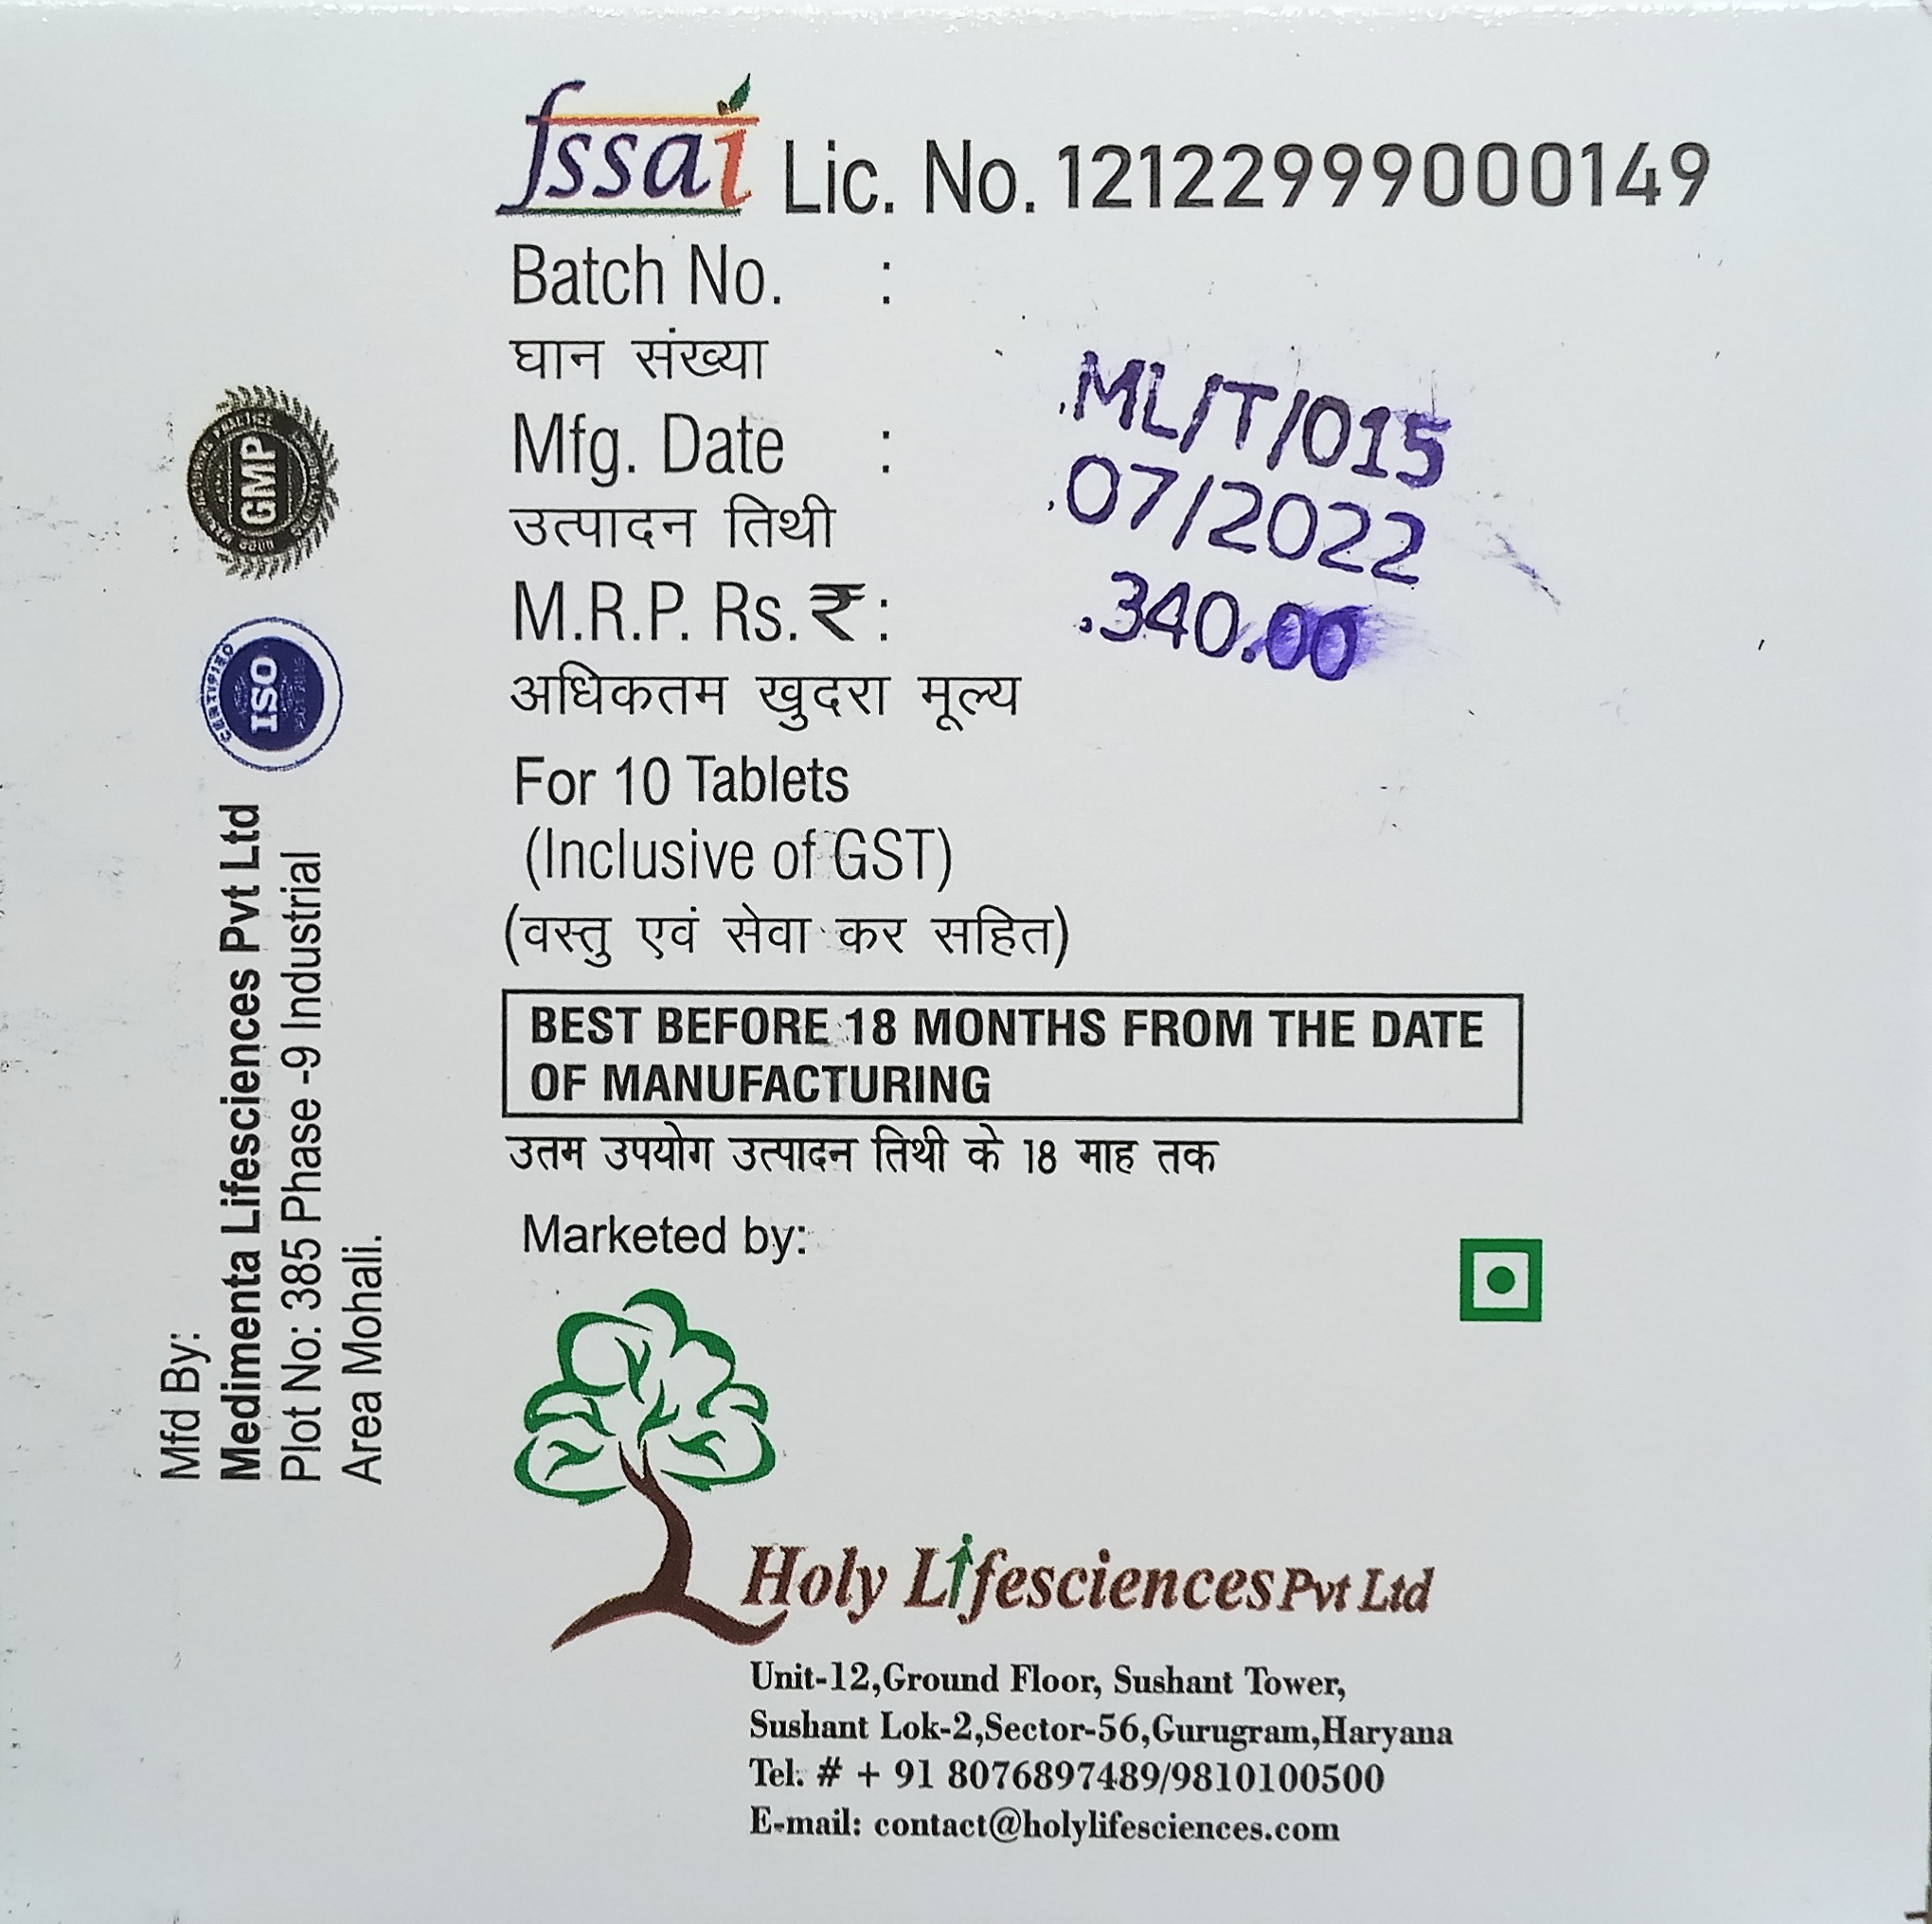 fssai Lic. No. 12122999000149
Batch No. :
घान संख्या
.ML/T/015
Mfg. Date :
.07/2022
उत्पादन तिथी
M.R.P. Rs. ₹ :
.340.00
अधिकतम खुदरा मूल्य
For 10 Tablets
(Inclusive of GST)
(वस्तु एवं सेवा कर सहित)
BEST BEFORE 18 MONTHS FROM THE DATE
OF MANUFACTURING
उतम उपयोग उत्पादन तिथी के 18 माह तक
Marketed by:
Holy Lifesciences Pvt Ltd
Unit-12,Ground Floor, Sushant Tower,
Sushant Lok-2,Sector-56,Gurugram,Haryana
Tel. # + 91 8076897489/9810100500
E-mail: contact@holylifesciences.com
Mfd By:
Medimenta Lifesciences Pvt Ltd
Plot No: 385 Phase -9 Industrial
Area Mohali.
GMP
CERTIFIED
ISO